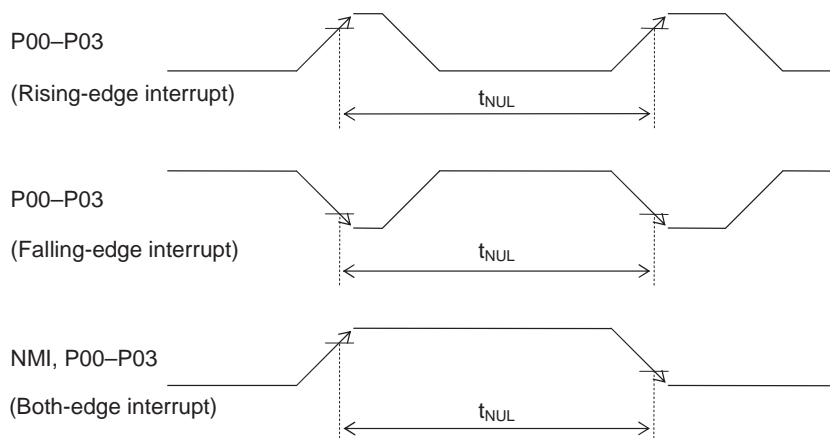 P00–P03
(Rising-edge interrupt)
tNUL
P00–P03
(Falling-edge interrupt)
tNUL
NMI, P00–P03
(Both-edge interrupt)
tNUL